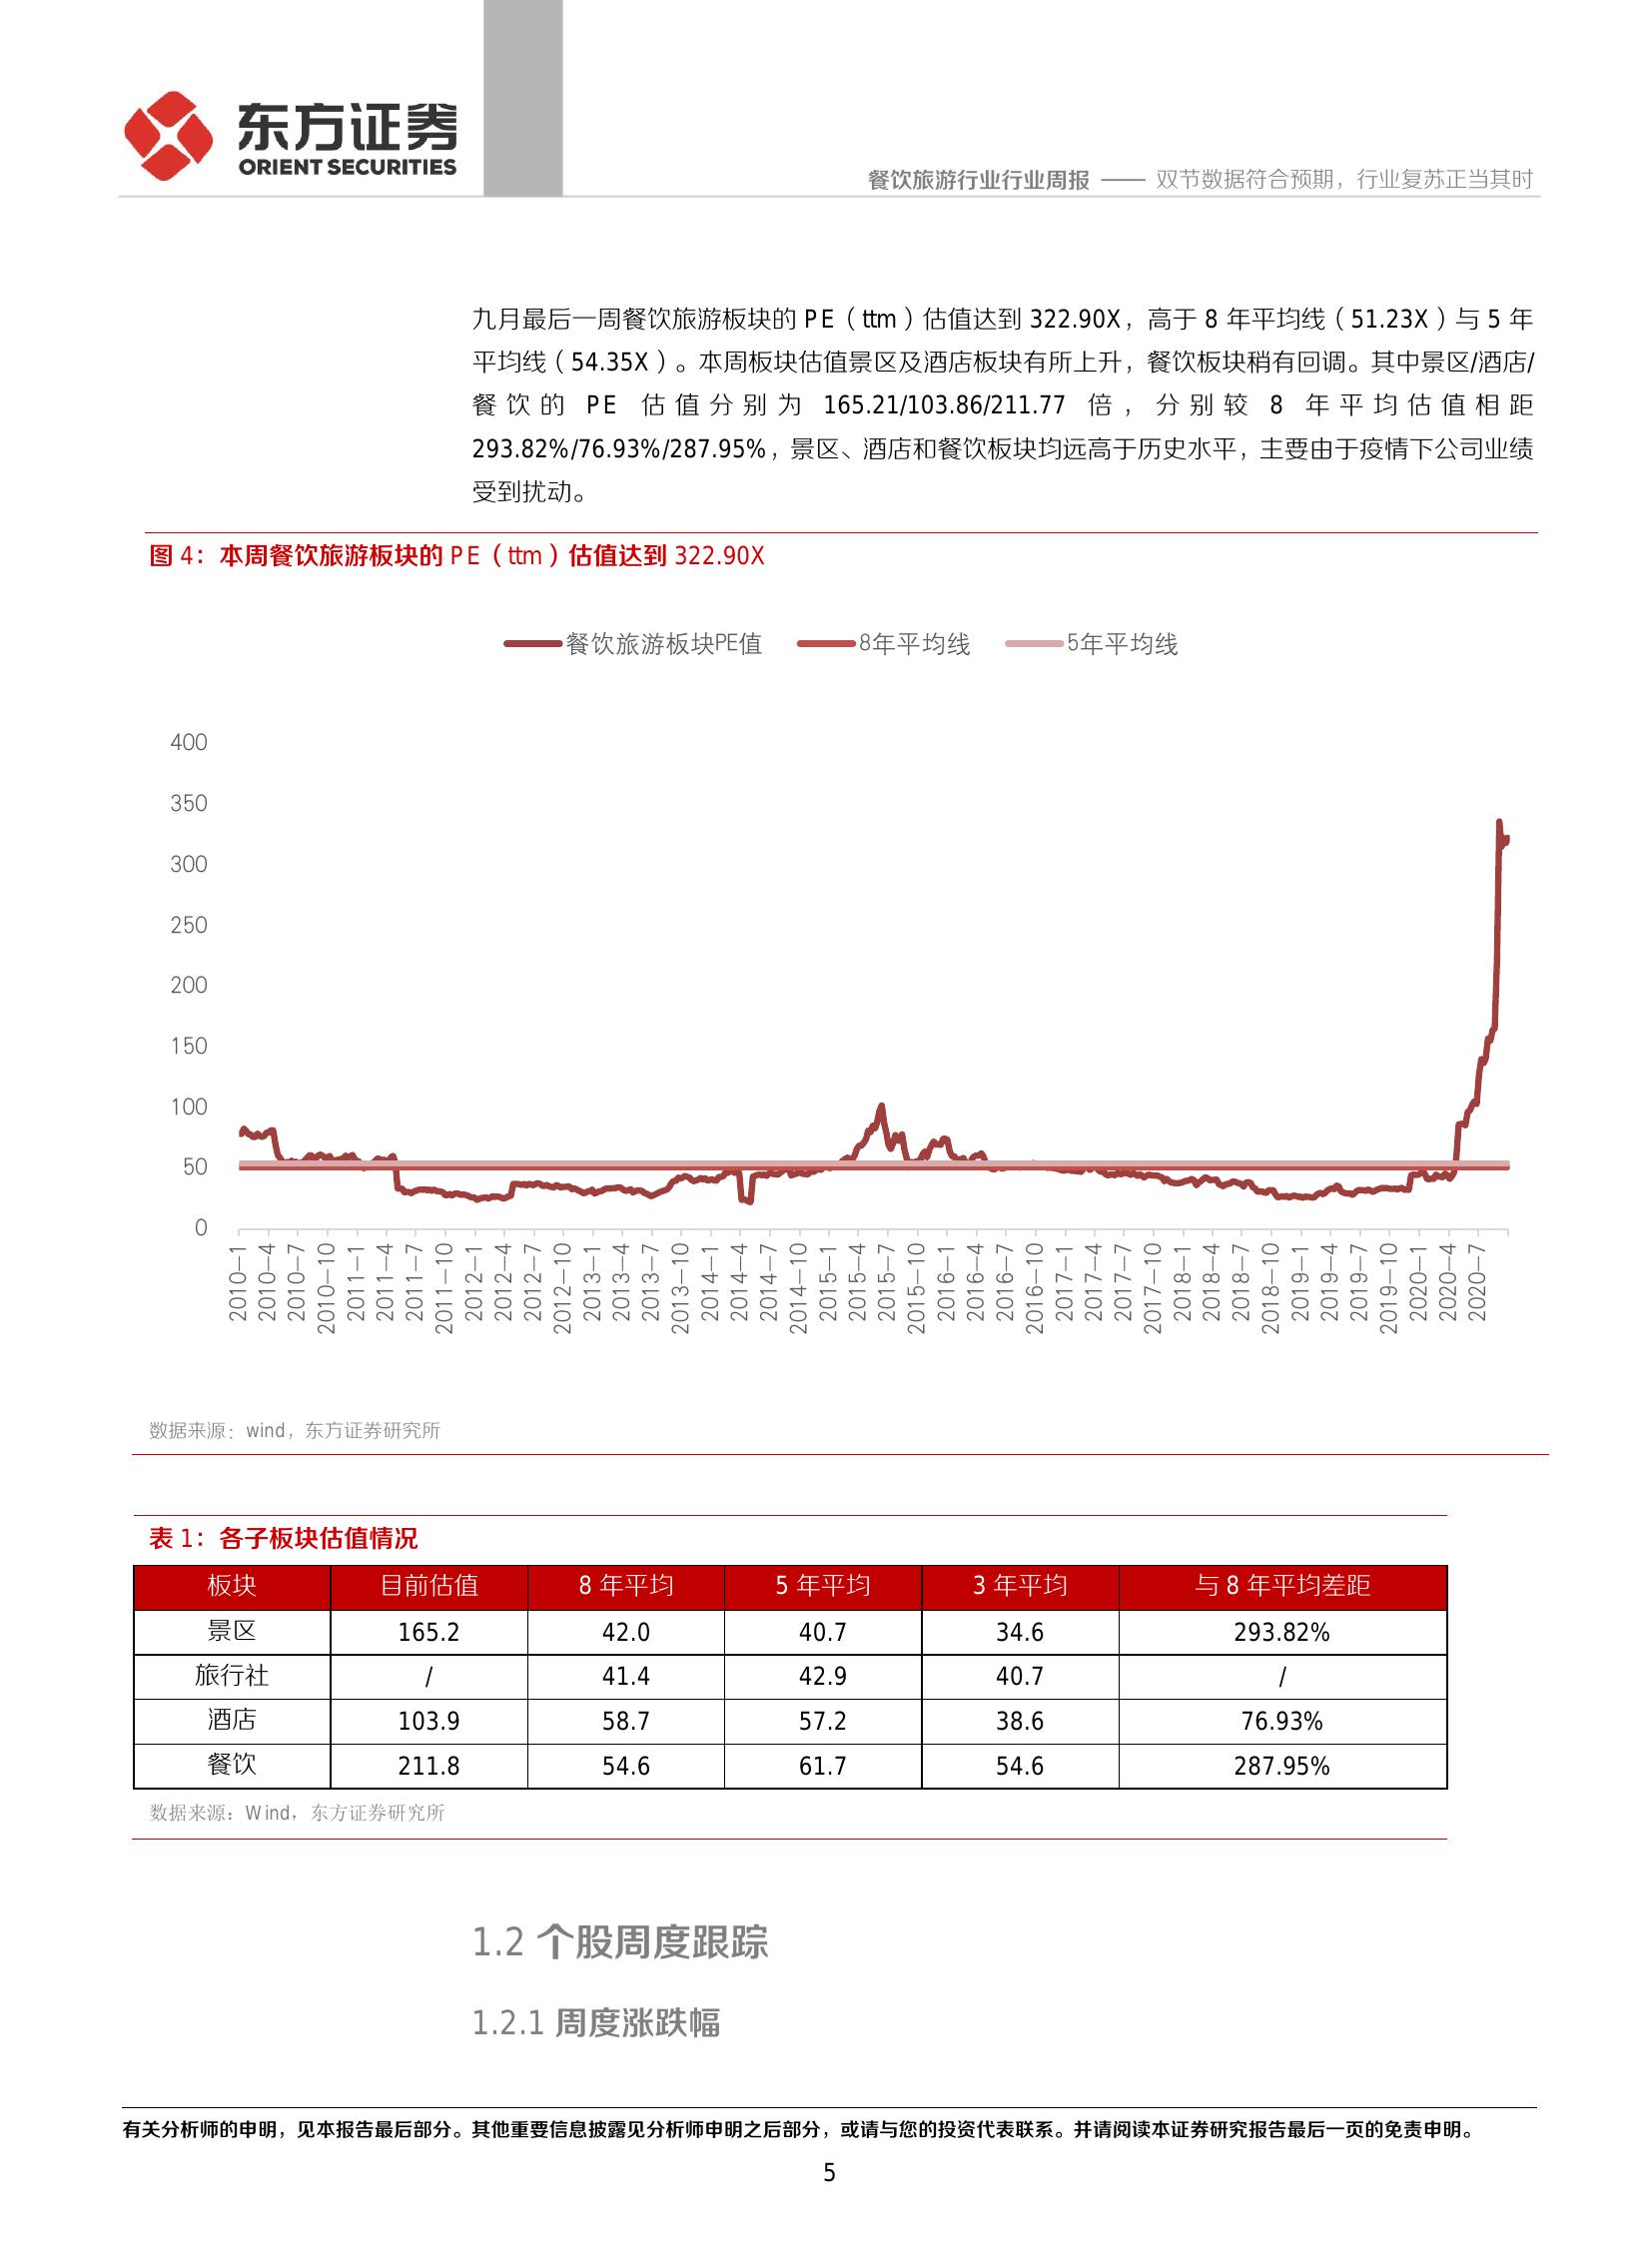 东方证券
ORIENT SECURITIES
餐饮旅游行业行业周报 —— 双节数据符合预期，行业复苏正当其时
九月最后一周餐饮旅游板块的 PE（ttm）估值达到 322.90X，高于 8 年平均线（51.23X）与 5 年
平均线（54.35X）。本周板块估值景区及酒店板块有所上升，餐饮板块稍有回调。其中景区/酒店/
餐饮的 PE 估值分别为 165.21/103.86/211.77 倍，分别较 8 年平均估值相距
293.82%/76.93%/287.95%，景区、酒店和餐饮板块均远高于历史水平，主要由于疫情下公司业绩
受到扰动。
图 4：本周餐饮旅游板块的 PE（ttm）估值达到 322.90X
餐饮旅游板块PE值 8年平均线 5年平均线
400
350
300
250
200
150
100
50
0
2010-1 2010-4 2010-7 2010-10 2011-1 2011-4 2011-7 2011-10 2012-1 2012-4 2012-7 2012-10 2013-1 2013-4 2013-7 2013-10 2014-1 2014-4 2014-7 2014-10 2015-1 2015-4 2015-7 2015-10 2016-1 2016-4 2016-7 2016-10 2017-1 2017-4 2017-7 2017-10 2018-1 2018-4 2018-7 2018-10 2019-1 2019-4 2019-7 2019-10 2020-1 2020-4 2020-7
数据来源：wind，东方证券研究所
表 1：各子板块估值情况
板块 目前估值 8 年平均 5 年平均 3 年平均 与 8 年平均差距
景区 165.2 42.0 40.7 34.6 293.82%
旅行社 / 41.4 42.9 40.7 /
酒店 103.9 58.7 57.2 38.6 76.93%
餐饮 211.8 54.6 61.7 54.6 287.95%
数据来源：Wind，东方证券研究所
1.2 个股周度跟踪
1.2.1 周度涨跌幅
有关分析师的申明，见本报告最后部分。其他重要信息披露见分析师申明之后部分，或请与您的投资代表联系。并请阅读本证券研究报告最后一页的免责申明。
5